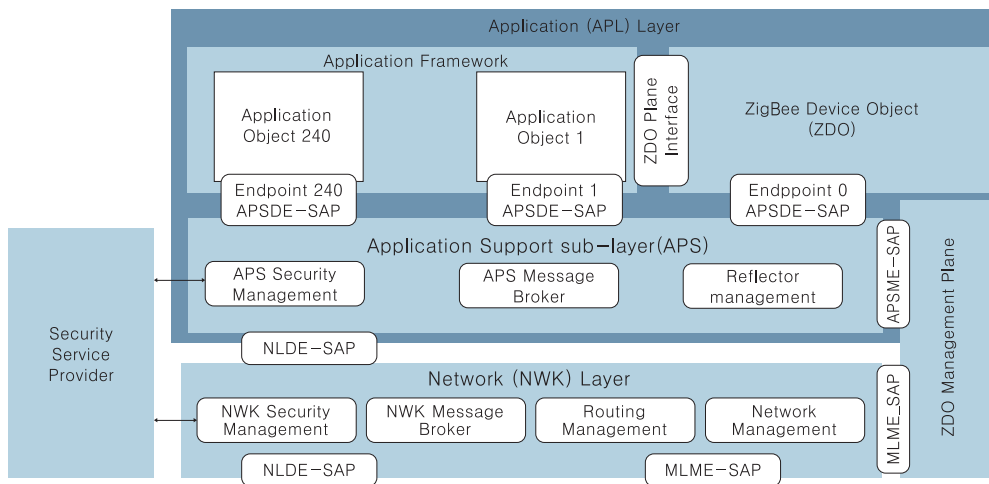 Application (APL) Layer
Application Framework
Application
Object 240
Application
Object 1
ZDO Plane
Interface
ZigBee Device Object
(ZDO)
Endpoint 240
APSDE-SAP
Endpoint 1
APSDE-SAP
Endppoint 0
APSDE-SAP
Application Support sub-layer(APS)
APS Security
Management
APS Message
Broker
Reflector
management
APSME-SAP
Security
Service
Provider
NLDE-SAP
Network (NWK) Layer
NWK Security
Management
NWK Message
Broker
Routing
Management
Network
Management
MLME_SAP
ZDO Management Plane
NLDE-SAP
MLME-SAP